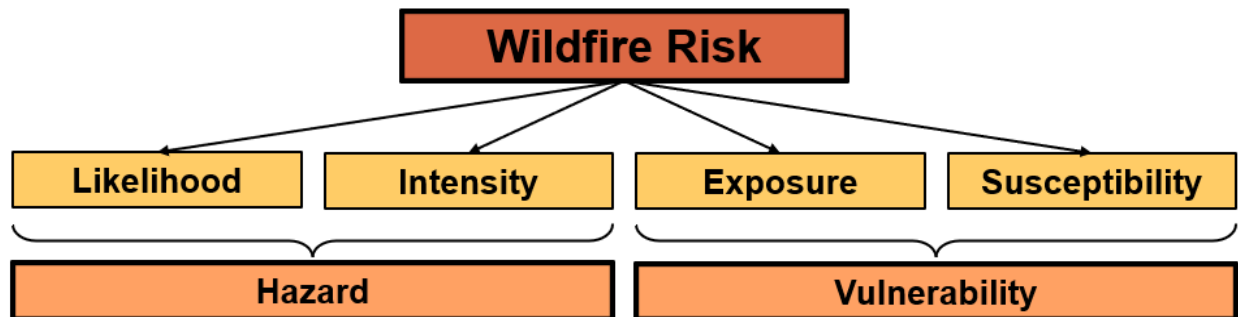 Wildfire Risk
Likelihood
Intensity
Exposure
Susceptibility
Hazard
Vulnerability